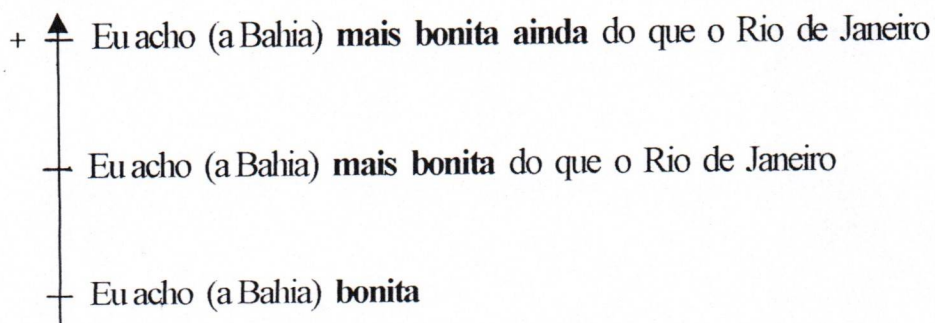 + Eu acho (a Bahia) mais bonita ainda do que o Rio de Janeiro
Eu acho (a Bahia) mais bonita do que o Rio de Janeiro
Eu acho (a Bahia) bonita